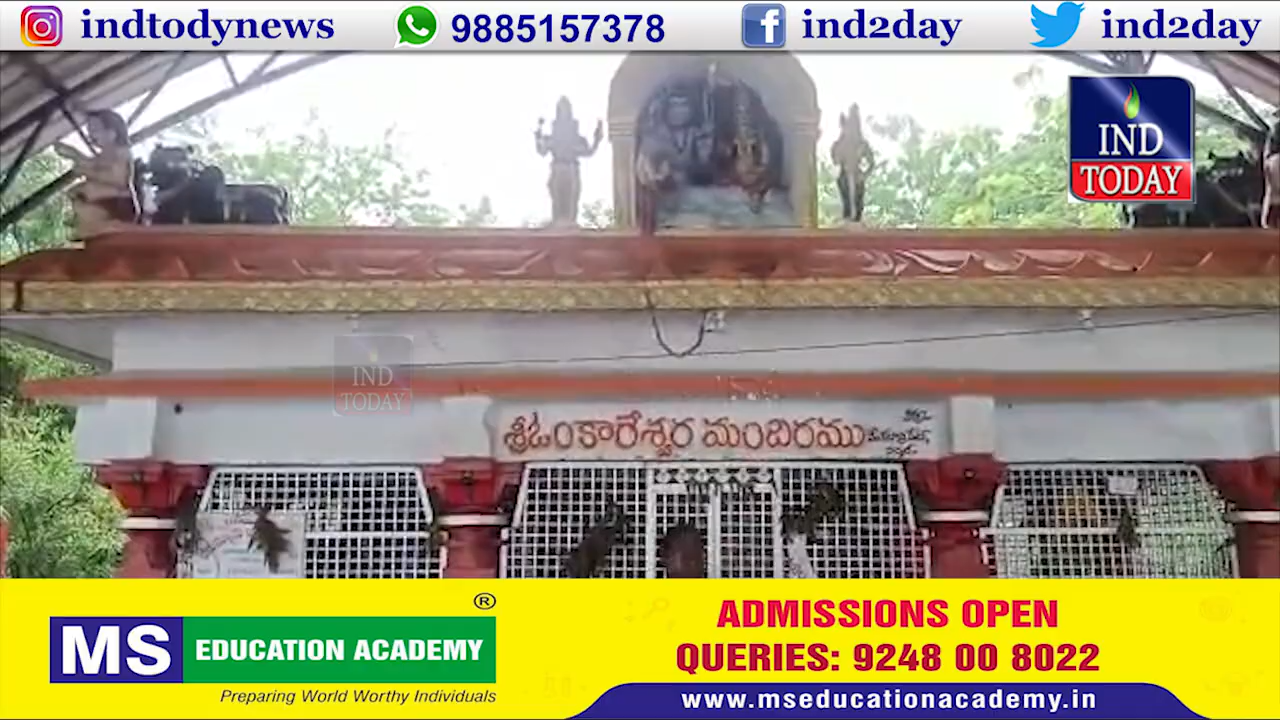 indtodynews 9885157378 ind2day ind2day
IND
TODAY
IND
TODAY
శ్రీ ఓంకారేశ్వర మందిరము
®
MS EDUCATION ACADEMY
Preparing World Worthy Individuals
ADMISSIONS OPEN
QUERIES: 9248 00 8022
www.mseducationacademy.in